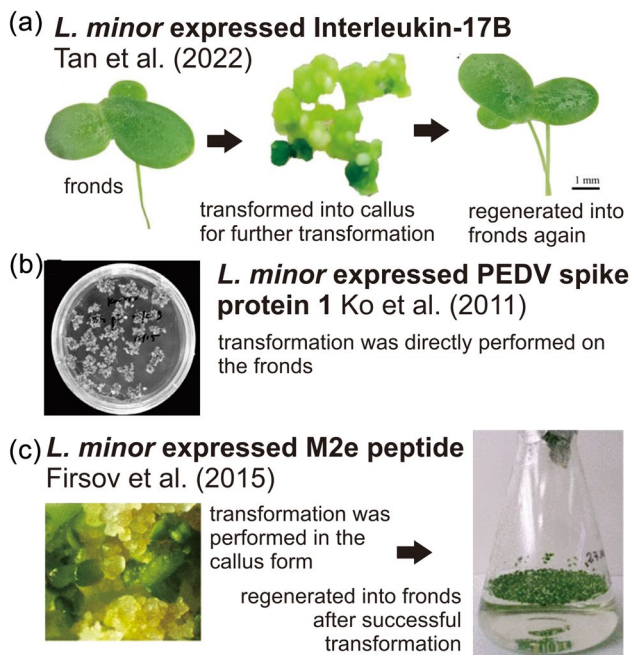 (a) L. minor expressed Interleukin-17B
Tan et al. (2022)
fronds
transformed into callus
for further transformation
regenerated into
fronds again
1 mm
(b) L. minor expressed PEDV spike
protein 1 Ko et al. (2011)
transformation was directly performed on
the fronds
(c) L. minor expressed M2e peptide
Firsov et al. (2015)
transformation was
performed in the
callus form
regenerated into fronds
after successful
transformation